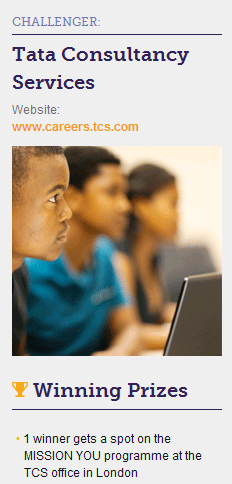 CHALLENGER:
Tata Consultancy
Services
Website:
www.careers.tcs.com
Winning Prizes
• 1 winner gets a spot on the
MISSION YOU programme at the
TCS office in London